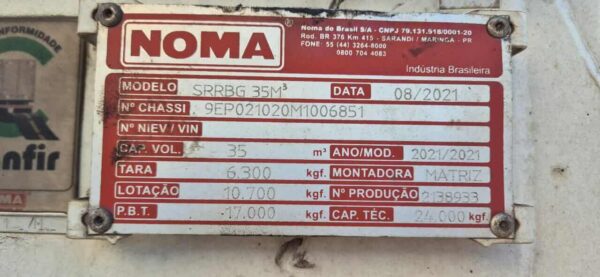 NOMA®
Noma do Brasil S/A - CNPJ 79.131.918/0001-20
Rod. BR 376 Km 415 - SARANDI / MARINGÁ - PR
FONE: 55 (44) 3264-8000
0800 704 4083
Indústria Brasileira
MODELO SRRBG 35M³ DATA 08/2021
Nº CHASSI 9EP021020M1006851
Nº NIEV / VIN
CAP. VOL. 35 m³ ANO/MOD. 2021/2021
TARA 6.300 kgf. MONTADORA MATRIZ
LOTAÇÃO 10.700 kgf. Nº PRODUÇÃO 2138933
P.B.T. 17.000 kgf. CAP. TÉC. 24.000 kgf.
NOMA